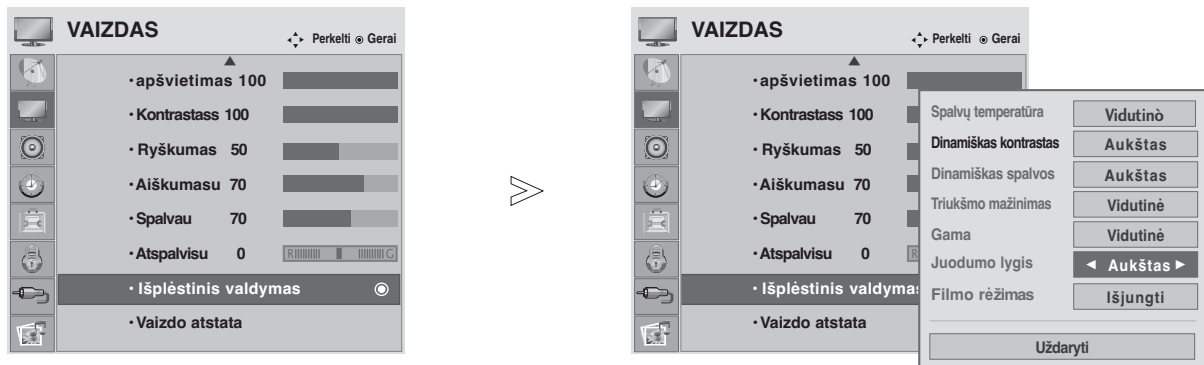 VAIZDAS
Perkelti Gerai
apšvietimas 100
Kontrastass 100
Ryškumas 50
Aiškumasu 70
Spalvau 70
Atspalvisu 0 R G
Išplėstinis valdymas
Vaizdo atstata
VAIZDAS
Perkelti Gerai
apšvietimas 100
Kontrastass 100
Ryškumas 50
Aiškumasu 70
Spalvau 70
Atspalvisu 0 R
Išplėstinis valdymas
Vaizdo atstata
Spalvų temperatūra Vidutinò
Dinamiškas kontrastas Aukštas
Dinamiškas spalvos Aukštas
Triukšmo mažinimas Vidutinė
Gama Vidutinė
Juodumo lygis ◄ Aukštas ►
Filmo rėžimas Išjungti
Uždaryti